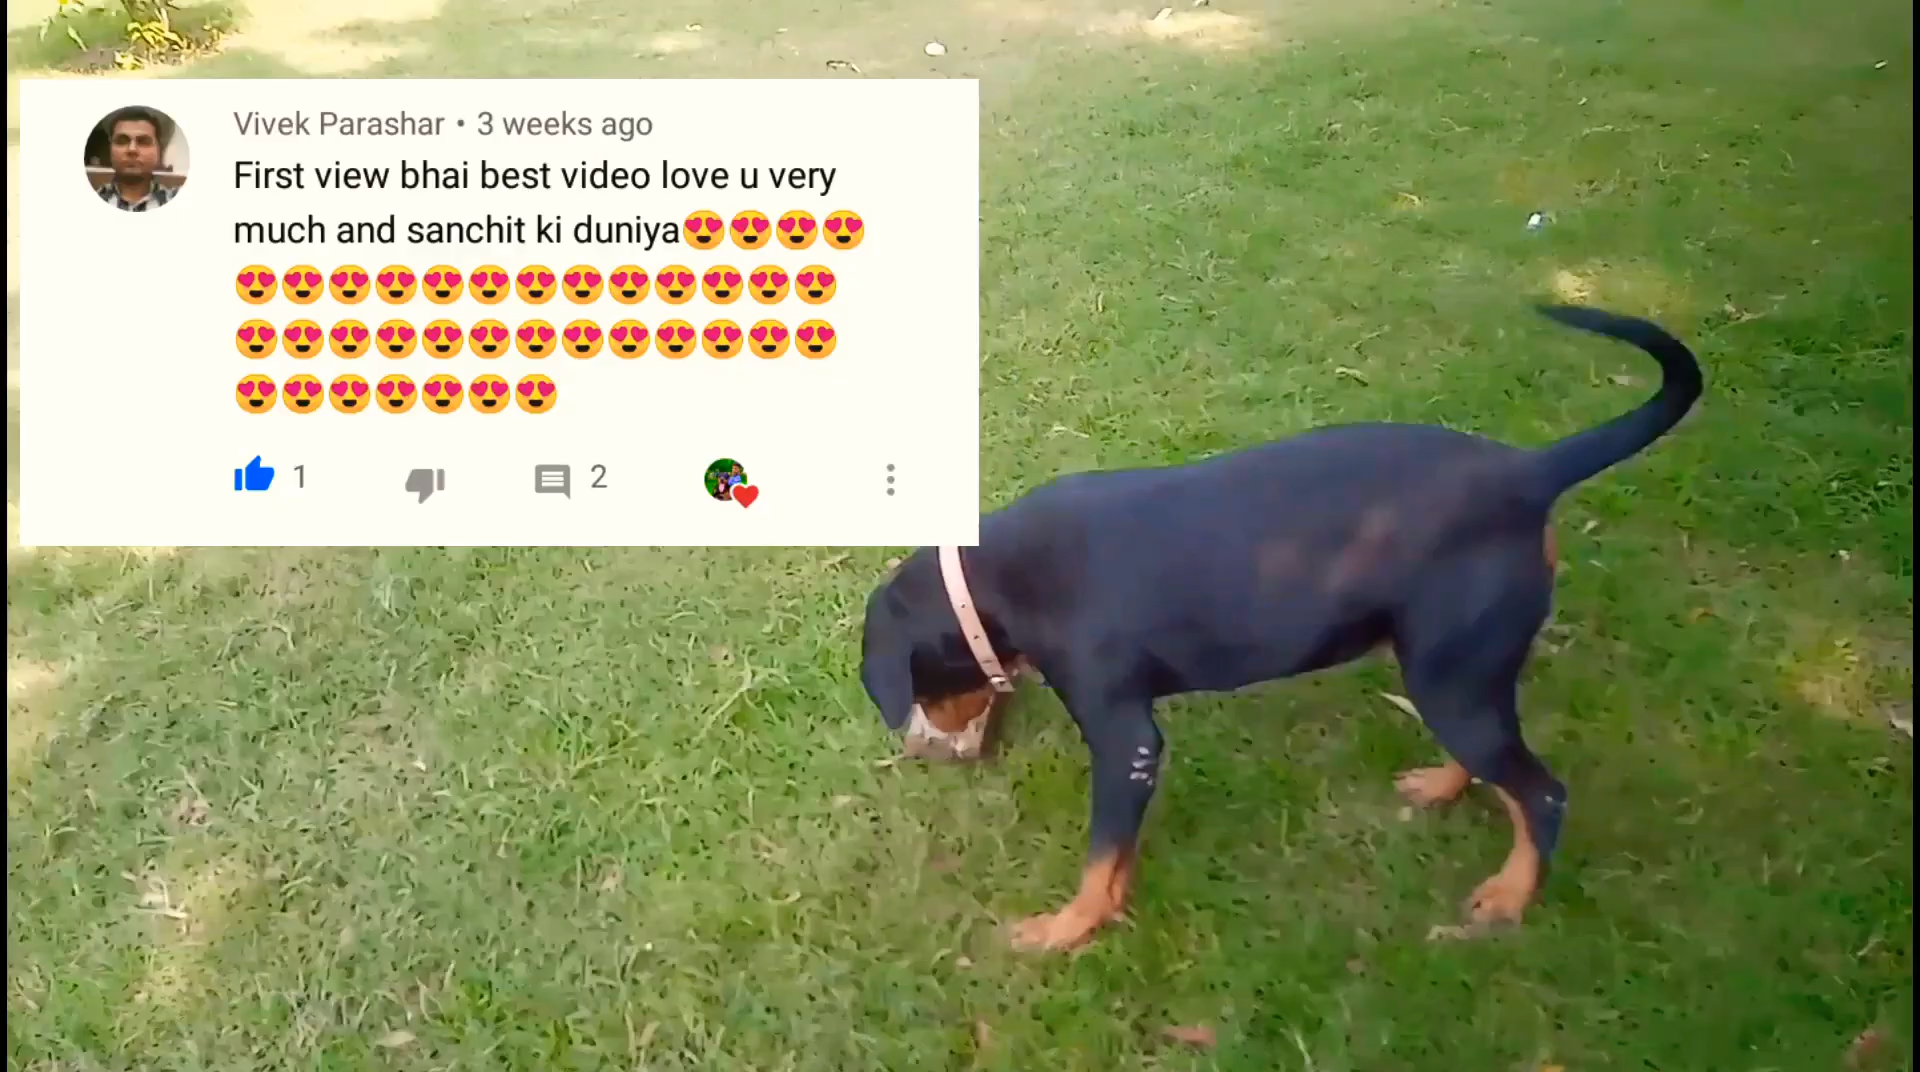 Vivek Parashar • 3 weeks ago
First view bhai best video love u very
much and sanchit ki duniya😍😍😍😍
😍😍😍😍😍😍😍😍😍😍😍😍😍
😍😍😍😍😍😍😍😍😍😍😍😍😍
😍😍😍😍😍😍😍
1 2